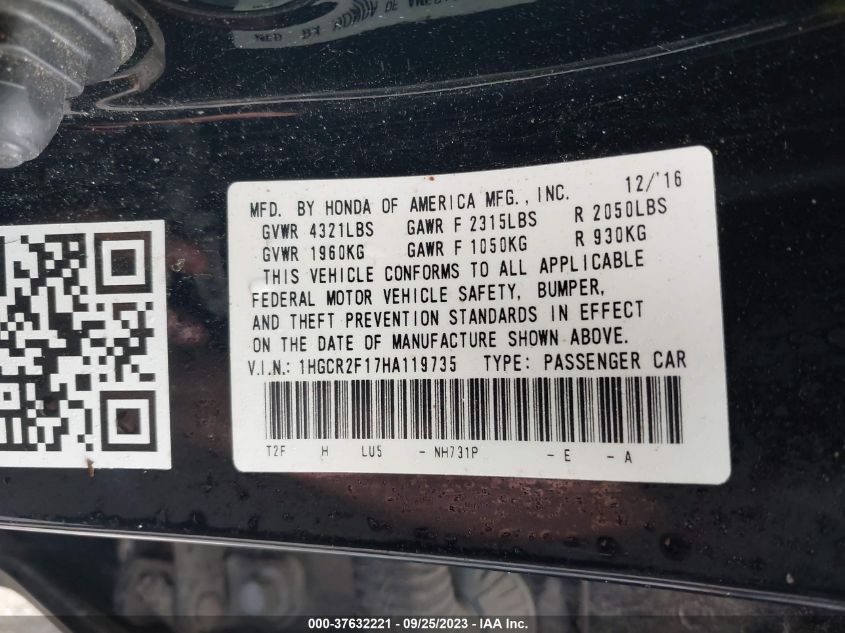 MFD. BY HONDA OF AMERICA MFG., INC. 12/'16
GVWR 4321LBS GAWR F 2315LBS R 2050LBS
GVWR 1960KG GAWR F 1050KG R 930KG
THIS VEHICLE CONFORMS TO ALL APPLICABLE
FEDERAL MOTOR VEHICLE SAFETY, BUMPER,
AND THEFT PREVENTION STANDARDS IN EFFECT
ON THE DATE OF MANUFACTURE SHOWN ABOVE.
V.I.N.: 1HGCR2F17HA119735 TYPE: PASSENGER CAR
T2F H LU5 - NH731P - E - A
000-37632221 - 09/25/2023 - IAA Inc.